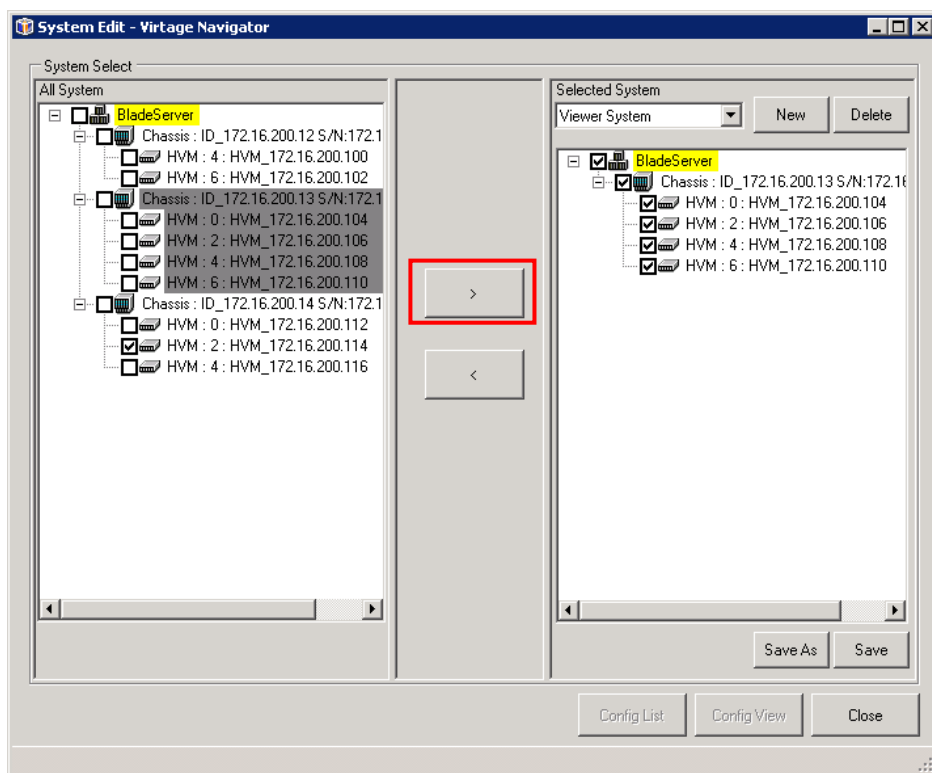 System Edit - Virtage Navigator
System Select
All System
BladeServer
Chassis : ID_172.16.200.12 S/N:172.1
HVM : 4 : HVM_172.16.200.100
HVM : 6 : HVM_172.16.200.102
Chassis : ID_172.16.200.13 S/N:172.1
HVM : 0 : HVM_172.16.200.104
HVM : 2 : HVM_172.16.200.106
HVM : 4 : HVM_172.16.200.108
HVM : 6 : HVM_172.16.200.110
Chassis : ID_172.16.200.14 S/N:172.1
HVM : 0 : HVM_172.16.200.112
HVM : 2 : HVM_172.16.200.114
HVM : 4 : HVM_172.16.200.116
>
<
Selected System
Viewer System
New
Delete
BladeServer
Chassis : ID_172.16.200.13 S/N:172.16
HVM : 0 : HVM_172.16.200.104
HVM : 2 : HVM_172.16.200.106
HVM : 4 : HVM_172.16.200.108
HVM : 6 : HVM_172.16.200.110
Save As
Save
Config List
Config View
Close